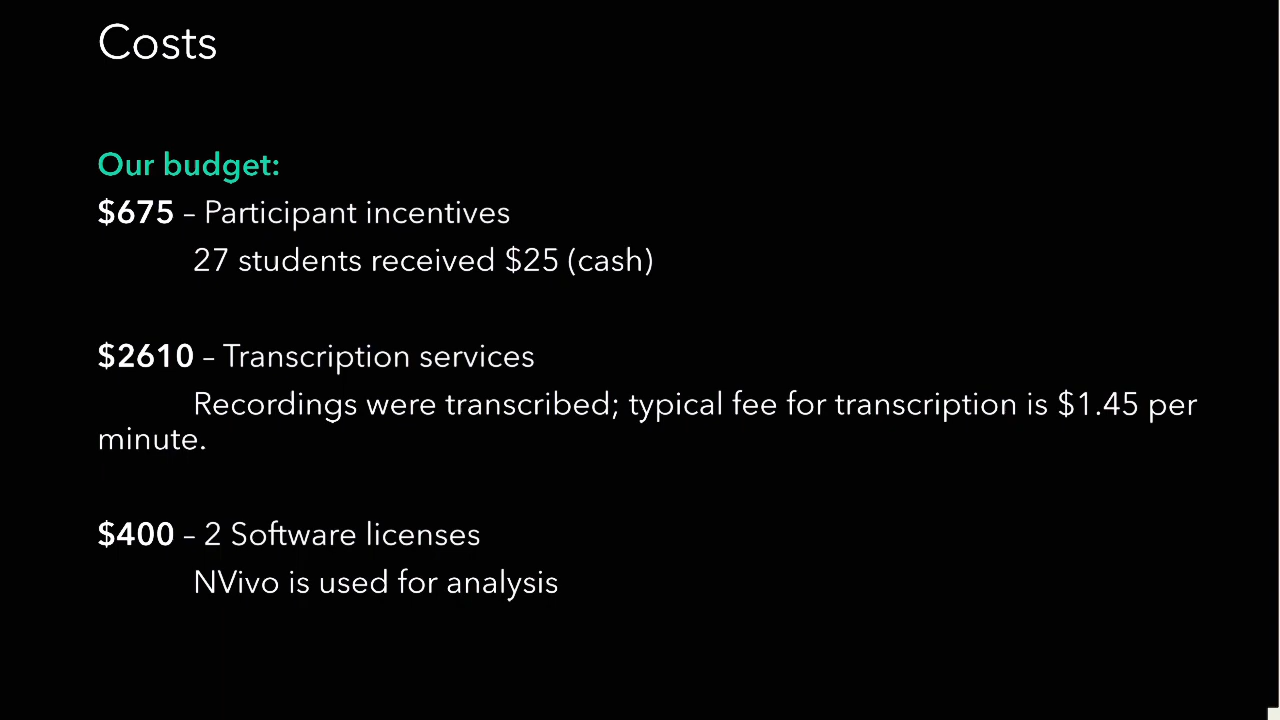 Costs
Our budget:
$675 – Participant incentives
27 students received $25 (cash)
$2610 – Transcription services
Recordings were transcribed; typical fee for transcription is $1.45 per
minute.
$400 – 2 Software licenses
NVivo is used for analysis